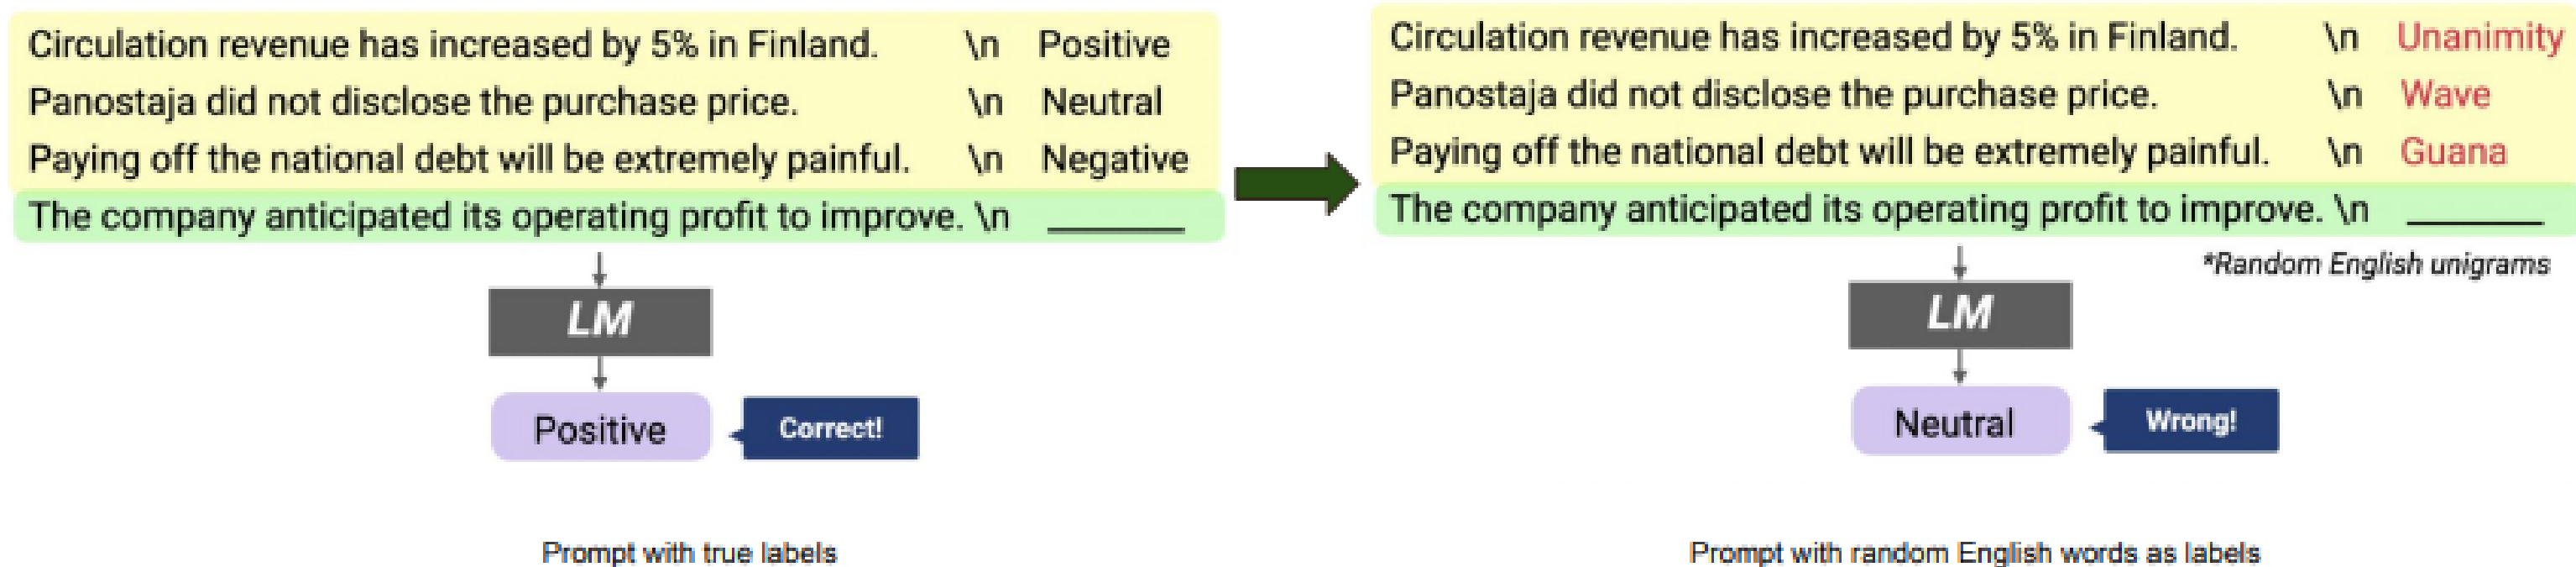 Circulation revenue has increased by 5% in Finland. \n Positive
Panostaja did not disclose the purchase price. \n Neutral
Paying off the national debt will be extremely painful. \n Negative
The company anticipated its operating profit to improve. \n ________
LM
Positive
Correct!
Prompt with true labels
Circulation revenue has increased by 5% in Finland. \n Unanimity
Panostaja did not disclose the purchase price. \n Wave
Paying off the national debt will be extremely painful. \n Guana
The company anticipated its operating profit to improve. \n ________
*Random English unigrams
LM
Neutral
Wrong!
Prompt with random English words as labels